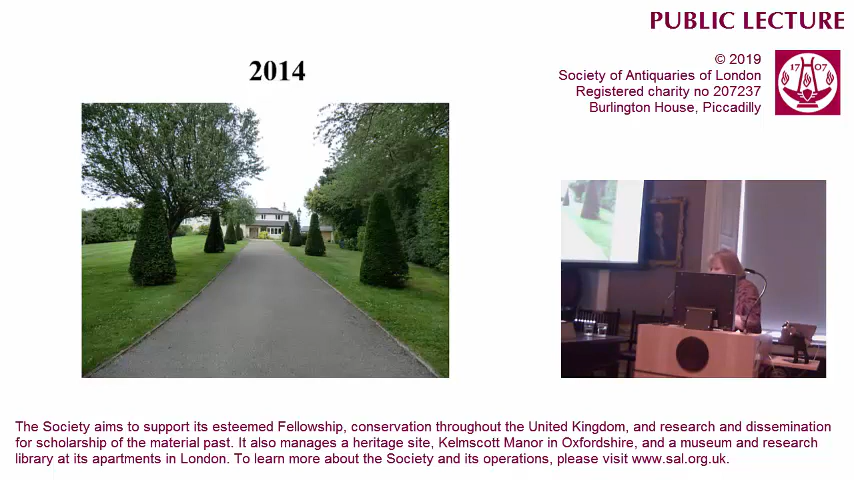 PUBLIC LECTURE
2014
© 2019
Society of Antiquaries of London
Registered charity no 207237
Burlington House, Piccadilly
1707
The Society aims to support its esteemed Fellowship, conservation throughout the United Kingdom, and research and dissemination
for scholarship of the material past. It also manages a heritage site, Kelmscott Manor in Oxfordshire, and a museum and research
library at its apartments in London. To learn more about the Society and its operations, please visit www.sal.org.uk.